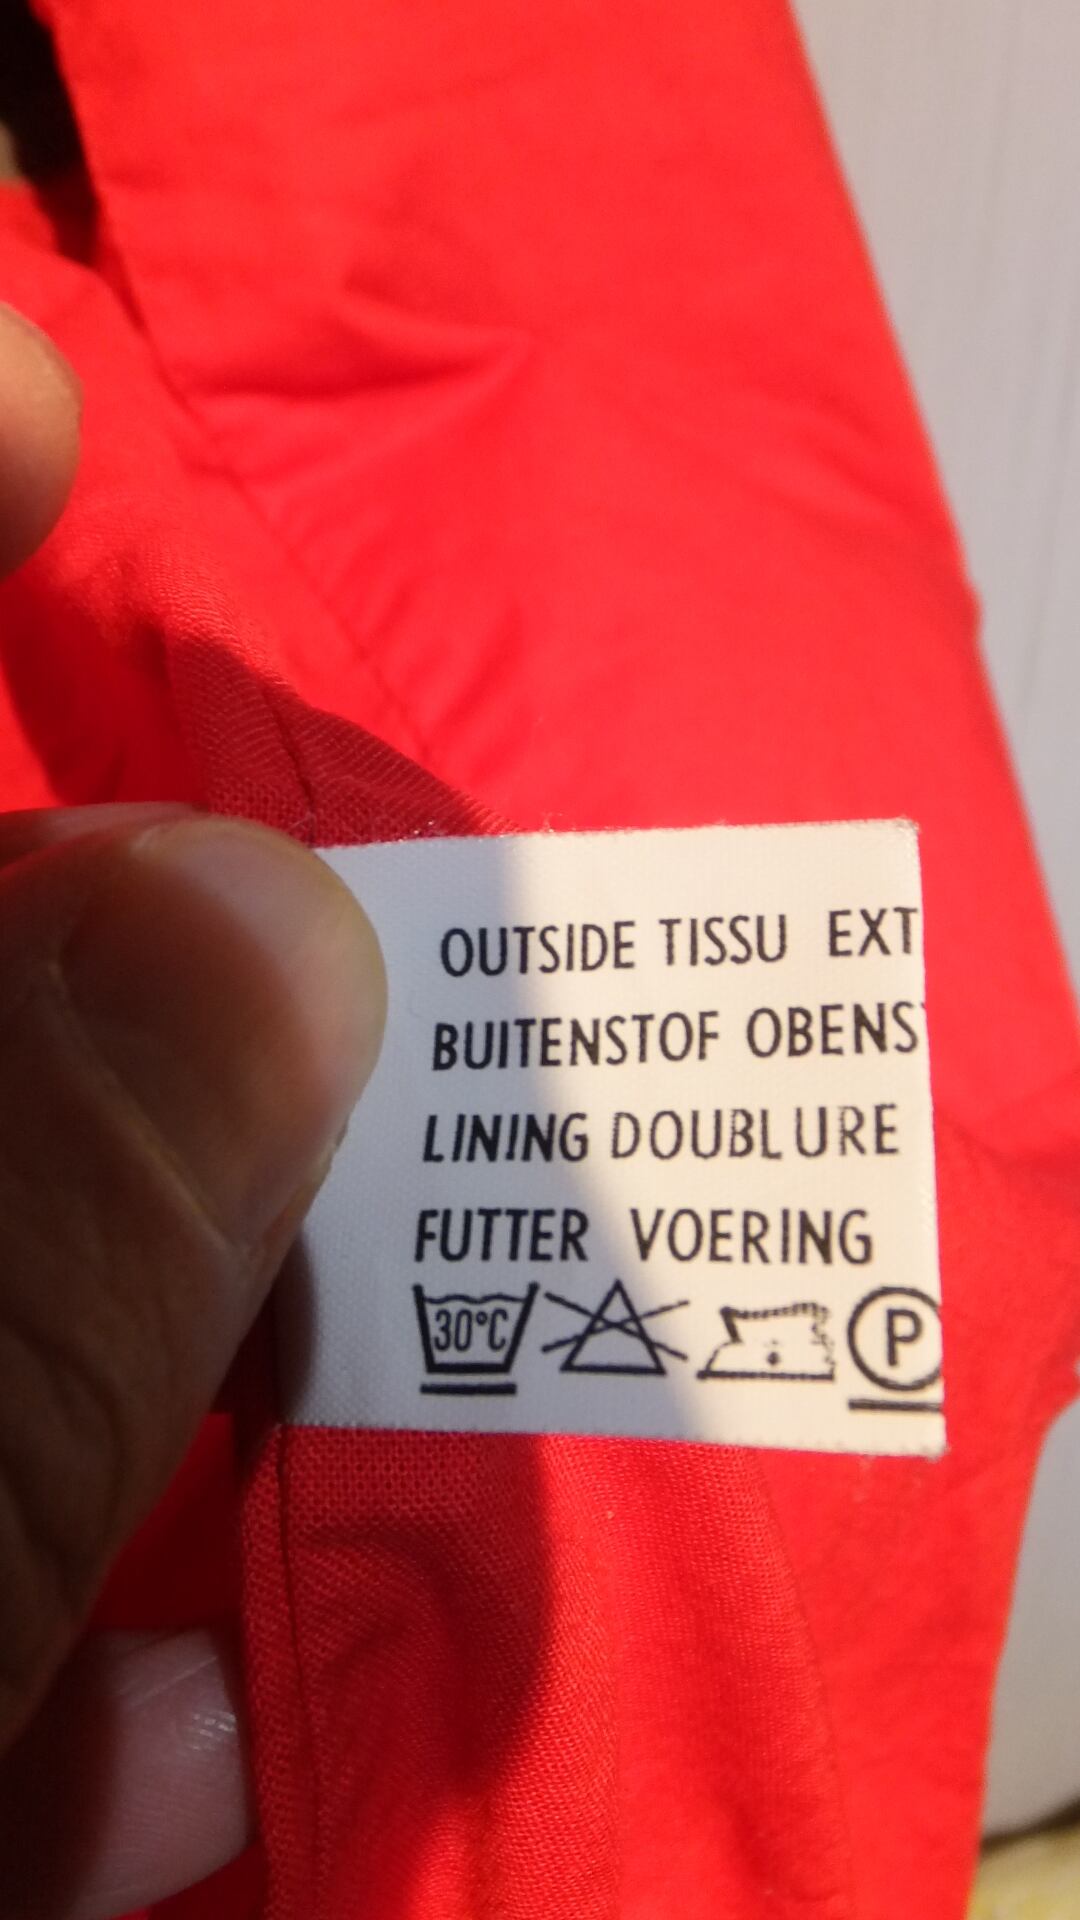 OUTSIDE TISSU EXT
BUITENSTOF OBENS
LINING DOUBLURE
FUTTER VOERING
30°C P